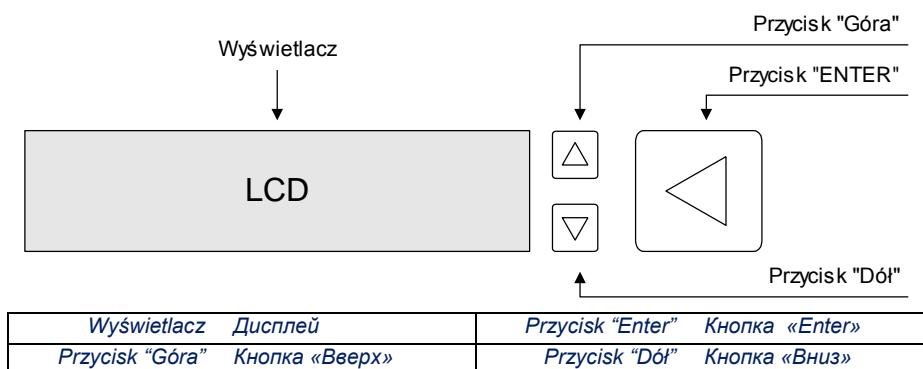 Przycisk "Góra"
Wyświetlacz
Przycisk "ENTER"
LCD
Przycisk "Dół"
Wyświetlacz Дисплей Przycisk “Enter” Кнопка «Enter»
Przycisk “Góra” Кнопка «Вверх» Przycisk “Dół” Кнопка «Вниз»